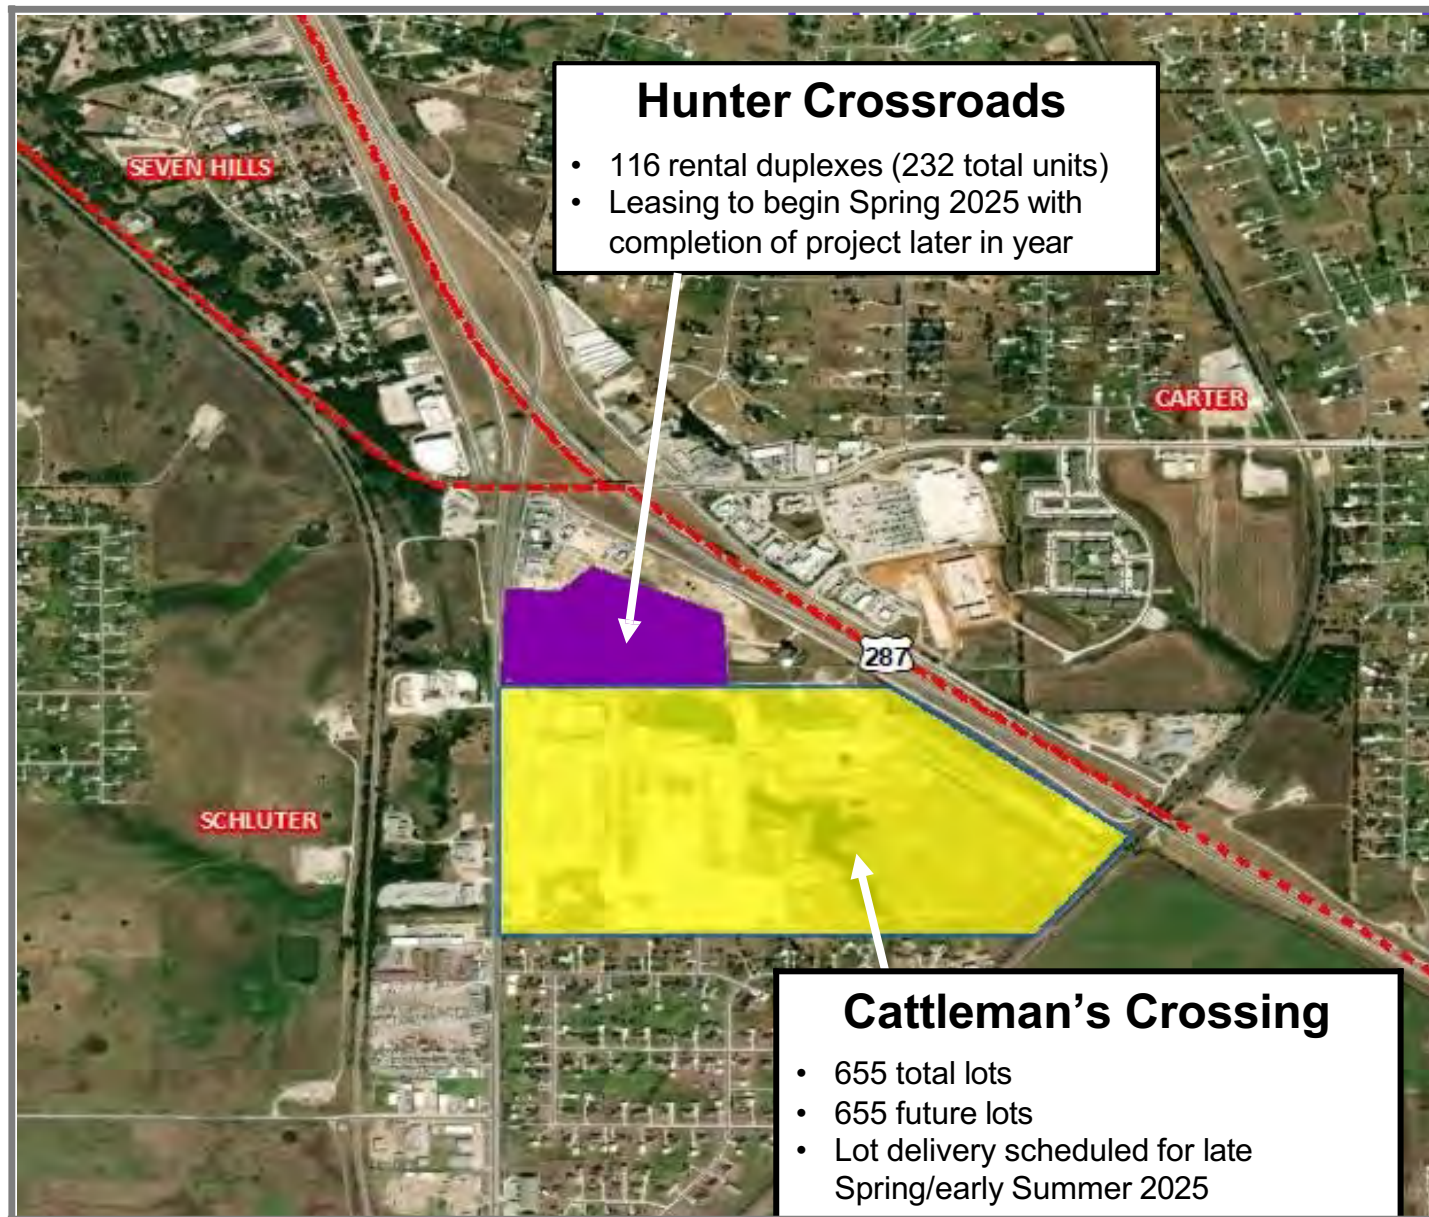 Hunter Crossroads
• 116 rental duplexes (232 total units)
• Leasing to begin Spring 2025 with
completion of project later in year
SEVEN HILLS
CARTER
287
SCHLUTER
Cattleman’s Crossing
• 655 total lots
• 655 future lots
• Lot delivery scheduled for late
Spring/early Summer 2025